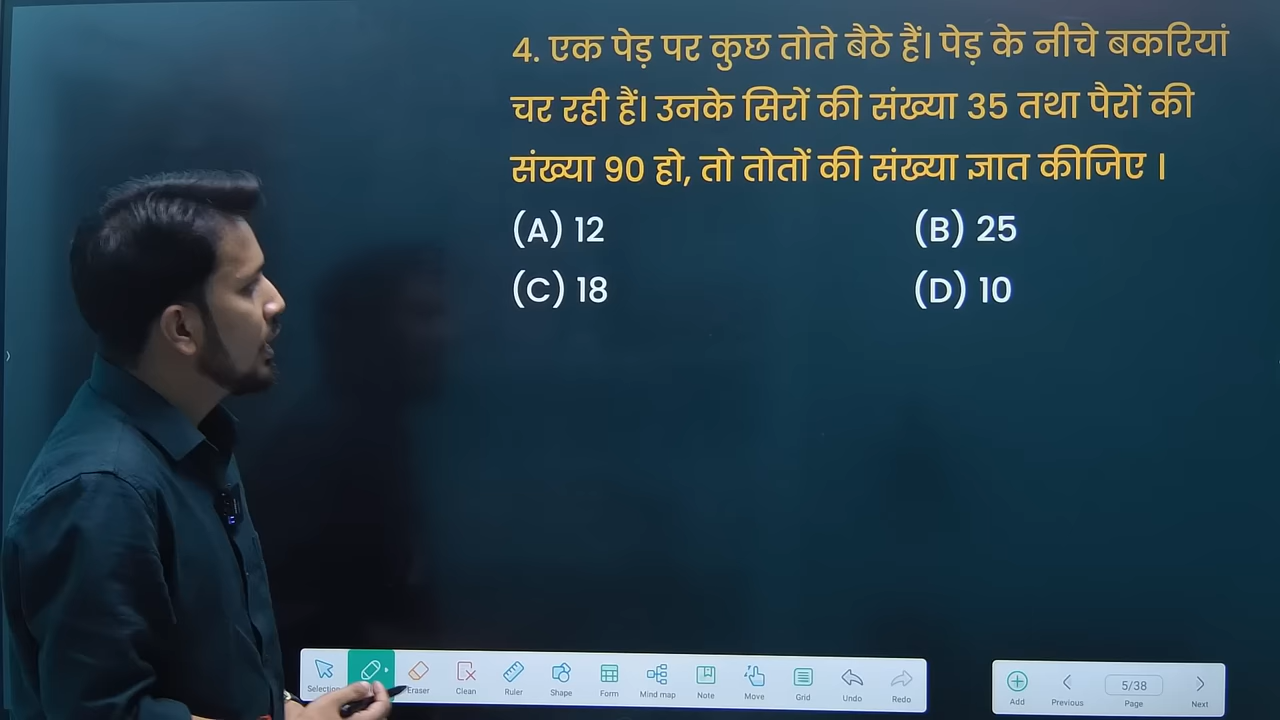 4. एक पेड़ पर कुछ तोते बैठे हैं। पेड़ के नीचे बकरियां
चर रही हैं। उनके सिरों की संख्या 35 तथा पैरों की
संख्या 90 हो, तो तोतों की संख्या ज्ञात कीजिए ।
(A) 12 (B) 25
(C) 18 (D) 10
Selection Eraser Clean Ruler Shape Form Mind map Note Move Grid Undo Redo
5/38
Add Previous Page Next